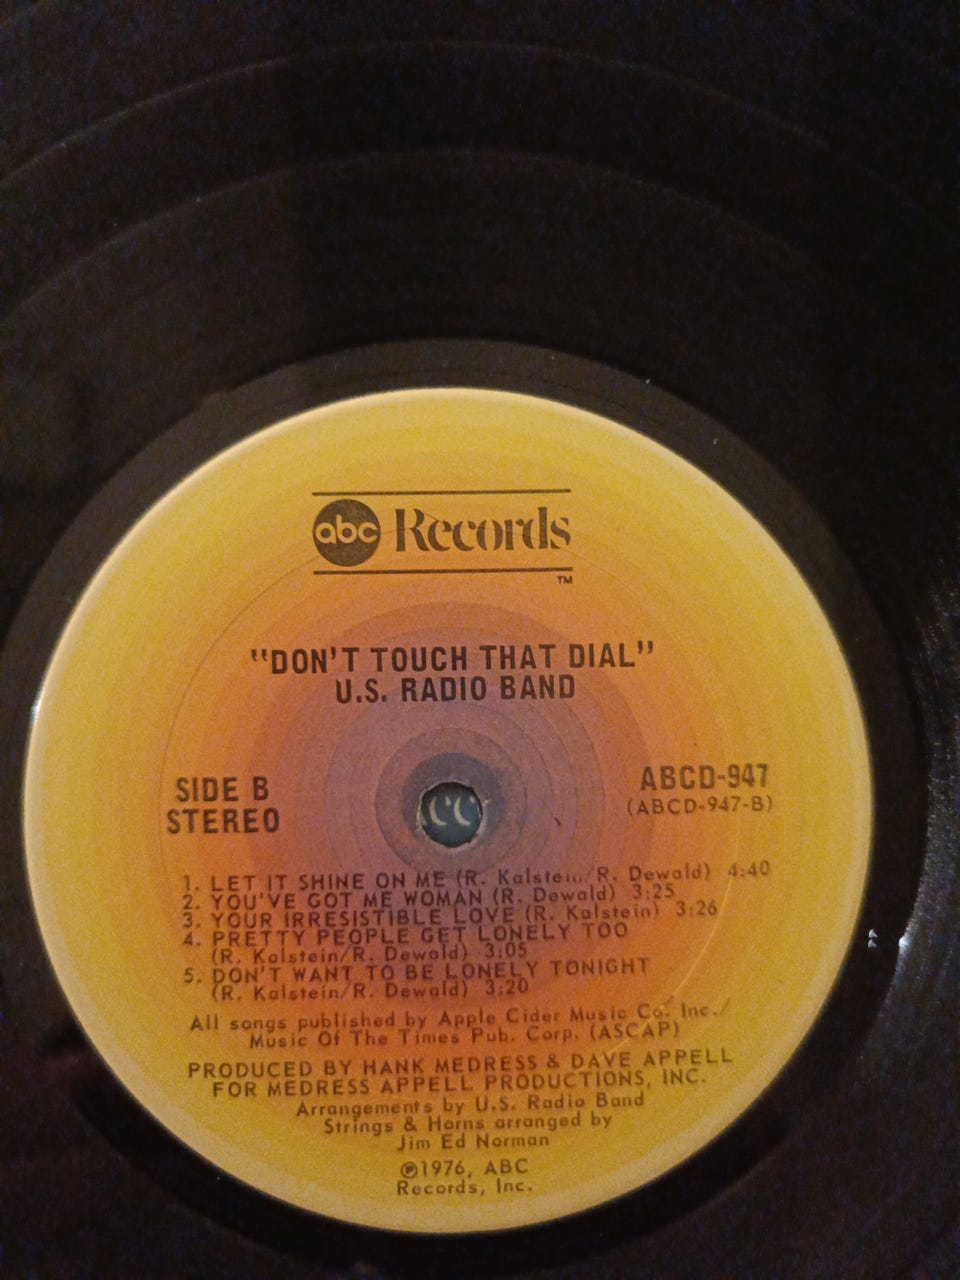 abc Records
TM
"DON'T TOUCH THAT DIAL"
U.S. RADIO BAND
SIDE B
STEREO
ABCD-947
(ABCD-947-B)
CC
1. LET IT SHINE ON ME (R. Kalstein/R. Dewald) 4:40
2. YOU'VE GOT ME WOMAN (R. Dewald) 3:25
3. YOUR IRRESISTIBLE LOVE (R. Kalstein) 3:26
4. PRETTY PEOPLE GET LONELY TOO
(R. Kalstein/R. Dewald) 3:05
5. DON'T WANT TO BE LONELY TONIGHT
(R. Kalstein/R. Dewald) 3:20
All songs published by Apple Cider Music Co. Inc./
Music Of The Times Pub. Corp. (ASCAP)
PRODUCED BY HANK MEDRESS & DAVE APPELL
FOR MEDRESS APPELL PRODUCTIONS, INC.
Arrangements by U.S. Radio Band
Strings & Horns arranged by
Jim Ed Norman
℗1976, ABC
Records, Inc.